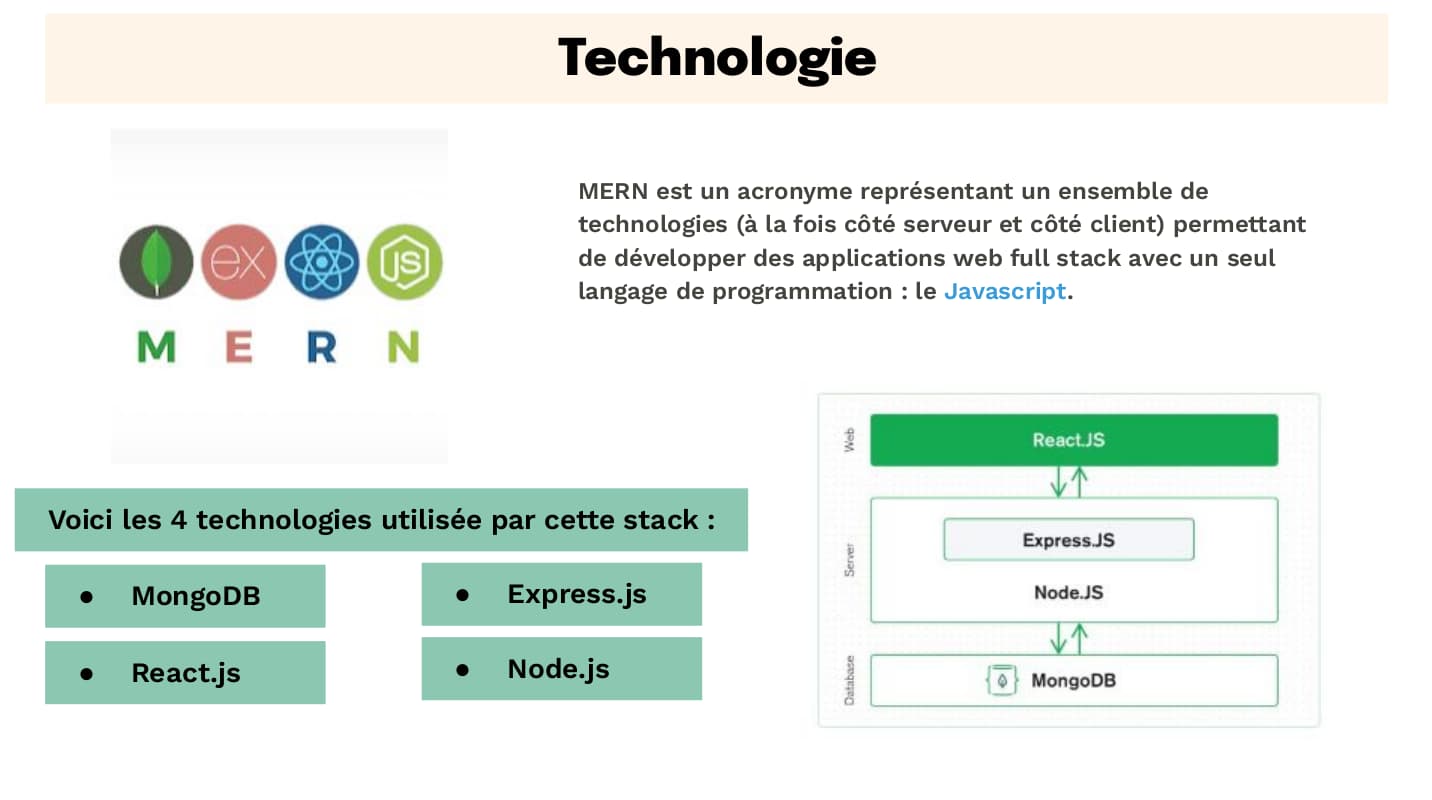 Technologie
ex
JS
M E R N
MERN est un acronyme représentant un ensemble de
technologies (à la fois côté serveur et côté client) permettant
de développer des applications web full stack avec un seul
langage de programmation : le Javascript.
Voici les 4 technologies utilisée par cette stack :
● MongoDB
● Express.js
● React.js
● Node.js
Web
React.JS
Server
Express.JS
Node.JS
Database
MongoDB